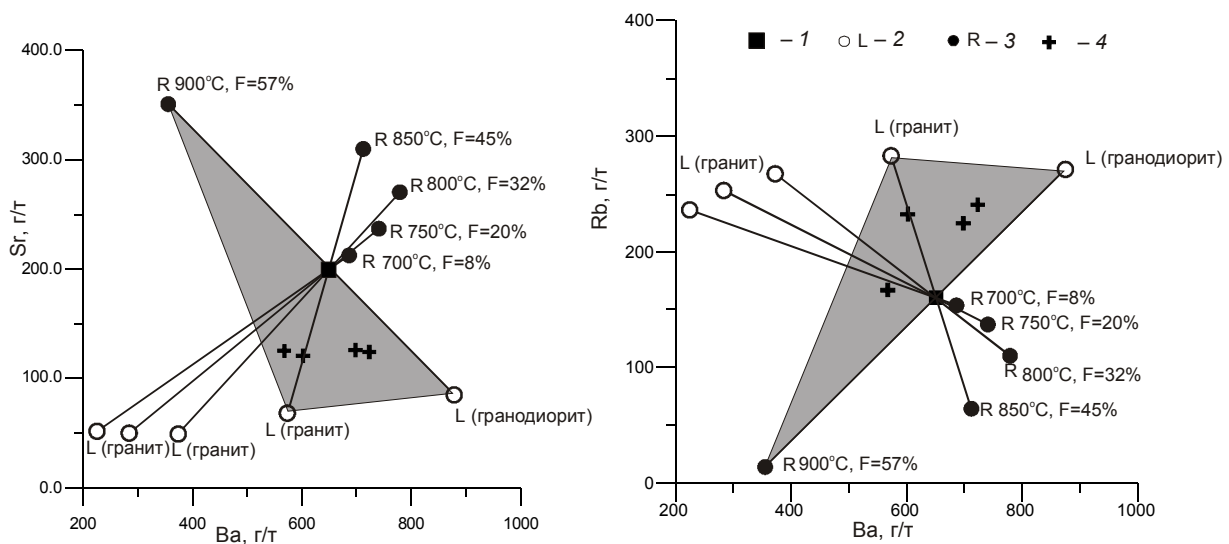 400.0
300.0
200.0
100.0
0.0
Sr, г/т
200
400
600
800
1000
Ba, г/т
R 900°C, F=57%
R 850°C, F=45%
R 800°C, F=32%
R 750°C, F=20%
R 700°C, F=8%
L (гранит)
L (гранит)
L (гранит)
L (гранодиорит)
400
300
200
100
0
Rb, г/т
200
400
600
800
1000
Ba, г/т
– 1
L – 2
R – 3
– 4
L (гранит)
L (гранит)
L (гранодиорит)
R 700°C, F=8%
R 750°C, F=20%
R 800°C, F=32%
R 850°C, F=45%
R 900°C, F=57%